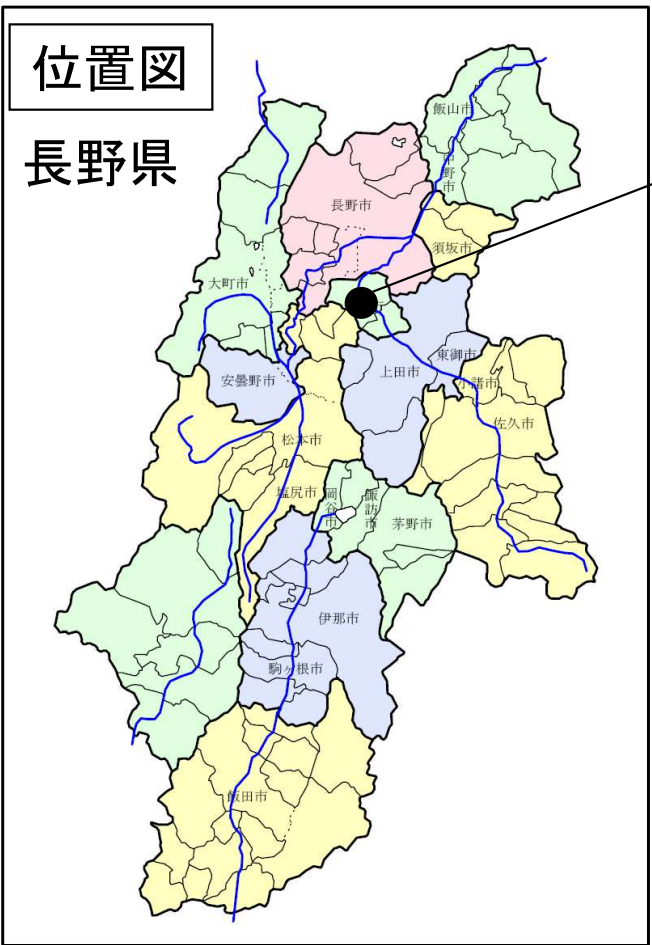 位置図
長野県
飯山市
中野市
長野市
須坂市
大町市
東御市
上田市
小諸市
安曇野市
佐久市
松本市
塩尻市
岡谷市
諏訪市
茅野市
伊那市
駒ヶ根市
飯田市